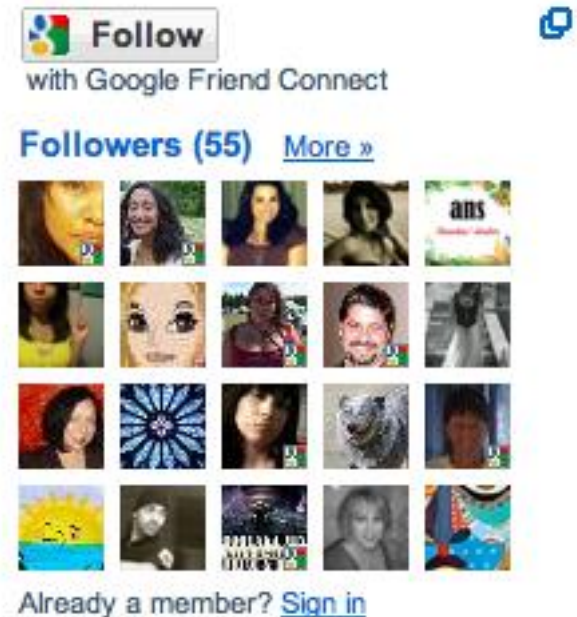 Follow
with Google Friend Connect
Followers (55) More »
ans
Already a member? Sign in